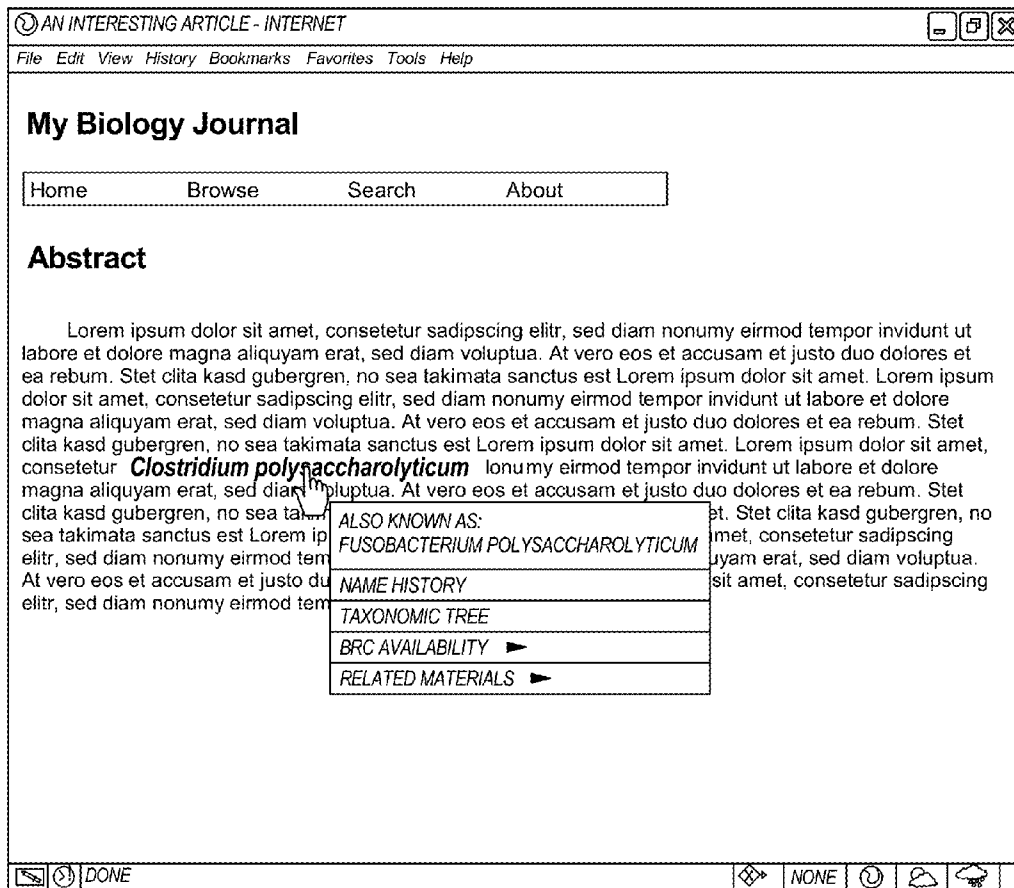 AN INTERESTING ARTICLE - INTERNET
File Edit View History Bookmarks Favorites Tools Help
My Biology Journal
Home Browse Search About
Abstract
Lorem ipsum dolor sit amet, consetetur sadipscing elitr, sed diam nonumy eirmod tempor invidunt ut
labore et dolore magna aliquyam erat, sed diam voluptua. At vero eos et accusam et justo duo dolores et
ea rebum. Stet clita kasd gubergren, no sea takimata sanctus est Lorem ipsum dolor sit amet. Lorem ipsum
dolor sit amet, consetetur sadipscing elitr, sed diam nonumy eirmod tempor invidunt ut labore et dolore
magna aliquyam erat, sed diam voluptua. At vero eos et accusam et justo duo dolores et ea rebum. Stet
clita kasd gubergren, no sea takimata sanctus est Lorem ipsum dolor sit amet. Lorem ipsum dolor sit amet,
consetetur Clostridium polysaccharolyticum lonumy eirmod tempor invidunt ut labore et dolore
magna aliquyam erat, sed diam voluptua. At vero eos et accusam et justo duo dolores et ea rebum. Stet
clita kasd gubergren, no sea et. Stet clita kasd gubergren, no
sea takimata sanctus est Lorem ip imet, consetetur sadipscing
elitr, sed diam nonumy eirmod tem uyam erat, sed diam voluptua.
At vero eos et accusam et justo du sit amet, consetetur sadipscing
elitr, sed diam nonumy eirmod tem
ALSO KNOWN AS:
FUSOBACTERIUM POLYSACCHAROLYTICUM
NAME HISTORY
TAXONOMIC TREE
BRC AVAILABILITY
RELATED MATERIALS
DONE
NONE